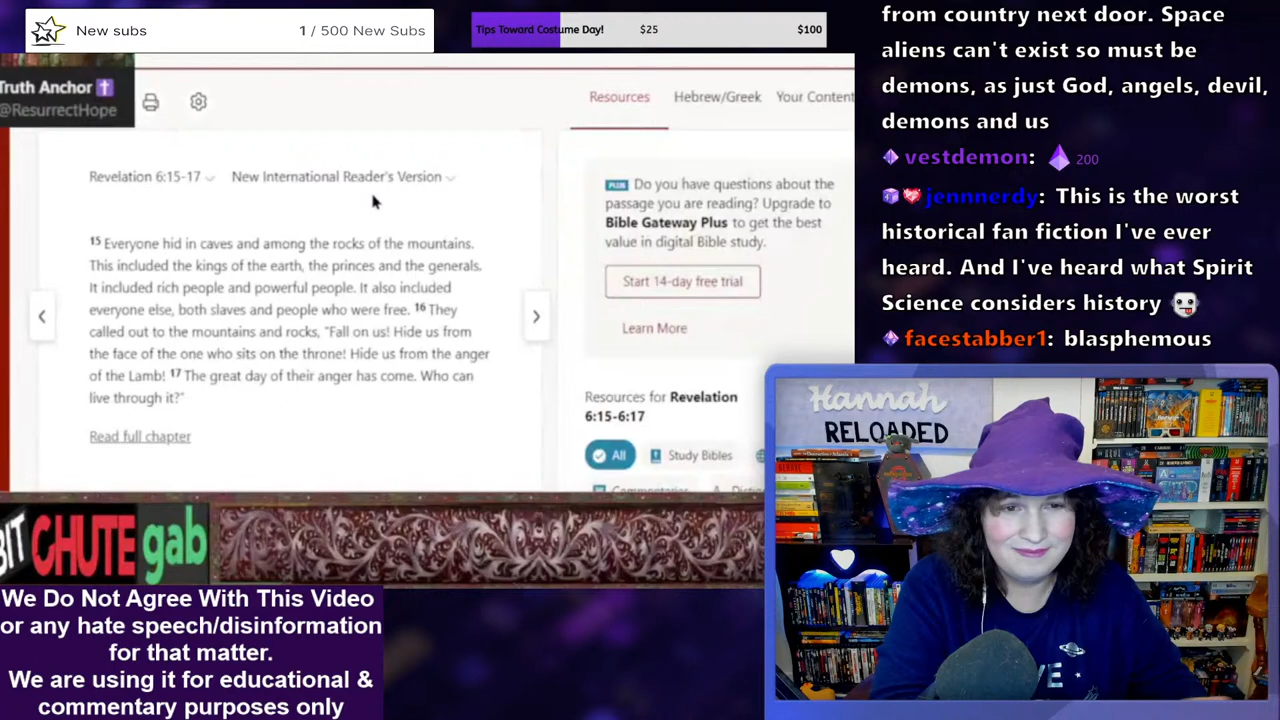 New subs
1 / 500 New Subs
Tips Toward Costume Day!
$25
$100
Truth Anchor
@ResurrectHope
Resources
Hebrew/Greek
Your Content
Revelation 6:15-17
New International Reader's Version
15 Everyone hid in caves and among the rocks of the mountains.
This included the kings of the earth, the princes and the generals.
It included rich people and powerful people. It also included
everyone else, both slaves and people who were free. 16 They
called out to the mountains and rocks, "Fall on us! Hide us from
the face of the one who sits on the throne! Hide us from the anger
of the Lamb! 17 The great day of their anger has come. Who can
live through it?"
Read full chapter
PLUS Do you have questions about the
passage you are reading? Upgrade to
Bible Gateway Plus to get the best
value in digital Bible study.
Start 14-day free trial
Learn More
Resources for Revelation
6:15-6:17
All
Study Bibles
BIT
CHUTE
gab
We Do Not Agree With This Video
or any hate speech/disinformation
for that matter.
We are using it for educational &
commentary purposes only
from country next door. Space
aliens can't exist so must be
demons, as just God, angels, devil,
demons and us
vestdemon: 200
jennnerdy: This is the worst
historical fan fiction I've ever
heard. And I've heard what Spirit
Science considers history
facestabber1: blasphemous
Hannah
RELOADED